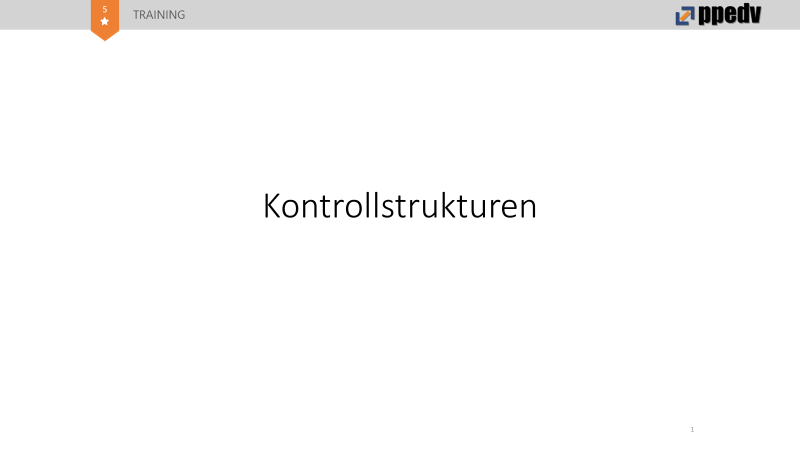 5
TRAINING
ppedv
Kontrollstrukturen
1